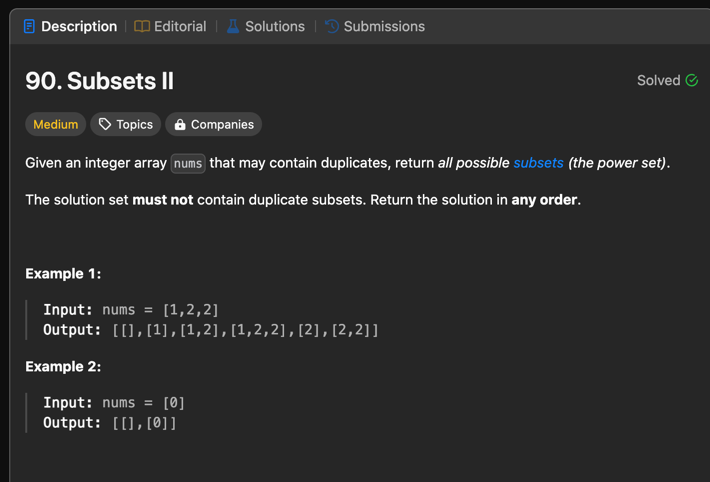 Description Editorial Solutions Submissions
90. Subsets II Solved
Medium Topics Companies
Given an integer array nums that may contain duplicates, return all possible subsets (the power set).
The solution set must not contain duplicate subsets. Return the solution in any order.
Example 1:
Input: nums = [1,2,2]
Output: [[],[1],[1,2],[1,2,2],[2],[2,2]]
Example 2:
Input: nums = [0]
Output: [[],[0]]